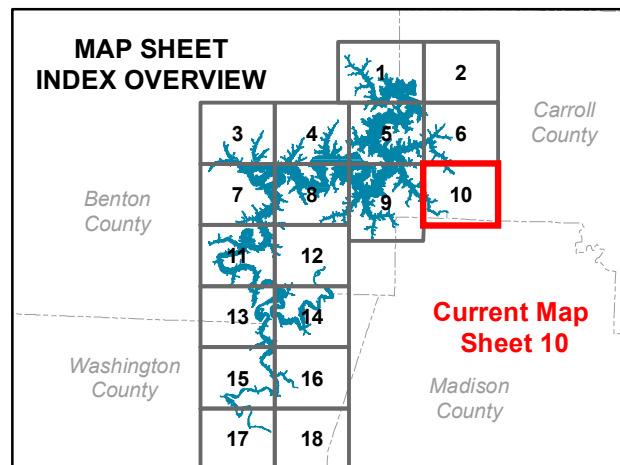 MAP SHEET
INDEX OVERVIEW
1
2
Carroll
County
3
4
5
6
Benton
County
7
8
9
10
11
12
13
14
Current Map
Sheet 10
Washington
County
15
16
Madison
County
17
18